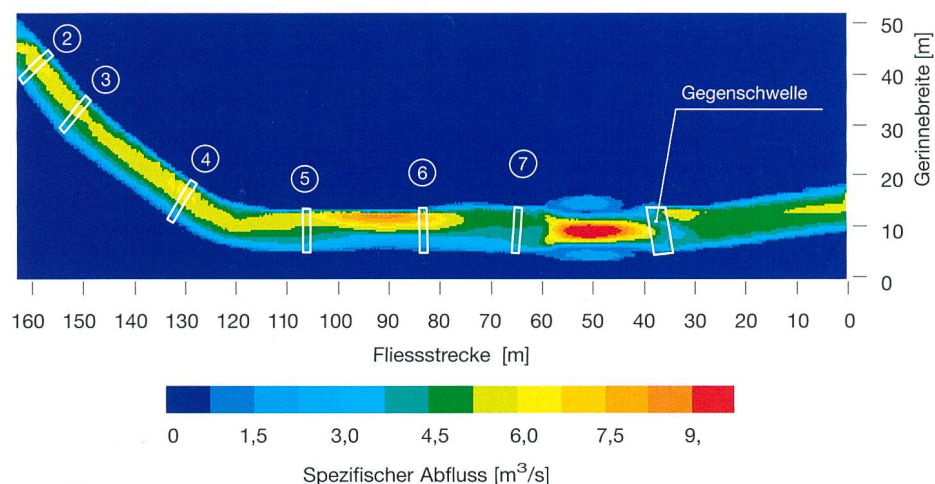 ②
③
④
⑤
⑥
⑦
Gegenschwelle
50
40
30
20
10
0
Gerinnebreite [m]
160 150 140 130 120 110 100 90 80 70 60 50 40 30 20 10 0
Fliessstrecke [m]
0 1,5 3,0 4,5 6,0 7,5 9,
Spezifischer Abfluss [m³/s]